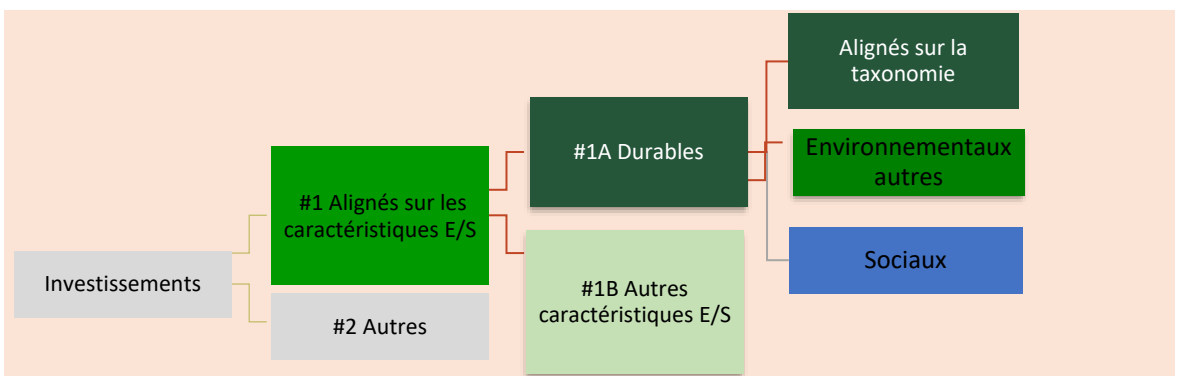 Investissements
#1 Alignés sur les
caractéristiques E/S
#2 Autres
#1A Durables
#1B Autres
caractéristiques E/S
Alignés sur la
taxonomie
Environnementaux
autres
Sociaux